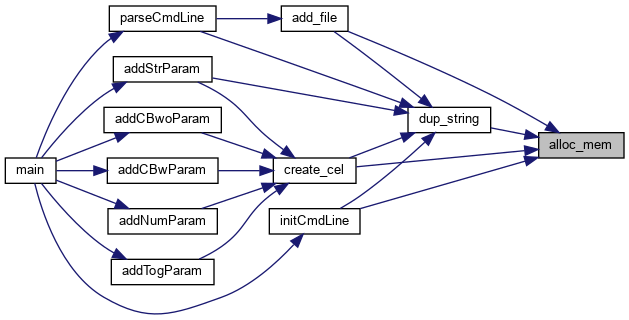 parseCmdLine
add_file
addStrParam
addCBwoParam
dup_string
alloc_mem
main
addCBwParam
create_cel
addNumParam
initCmdLine
addTogParam